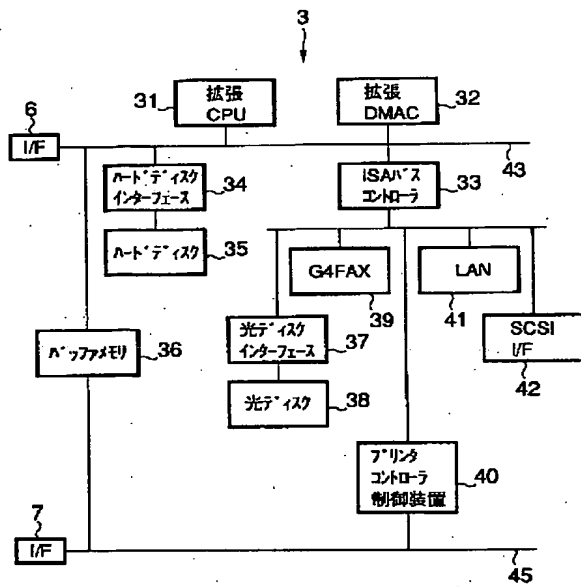 3
31
拡張
CPU
拡張
DMAC
32
6
I/F
43
ハードディスク
インターフェース
34
ISAバス
コントローラ
33
ハードディスク
35
G4FAX
39
LAN
41
バッファメモリ
36
光ディスク
インターフェース
37
SCSI
I/F
42
光ディスク
38
プリンタ
コントローラ
制御装置
40
7
I/F
45